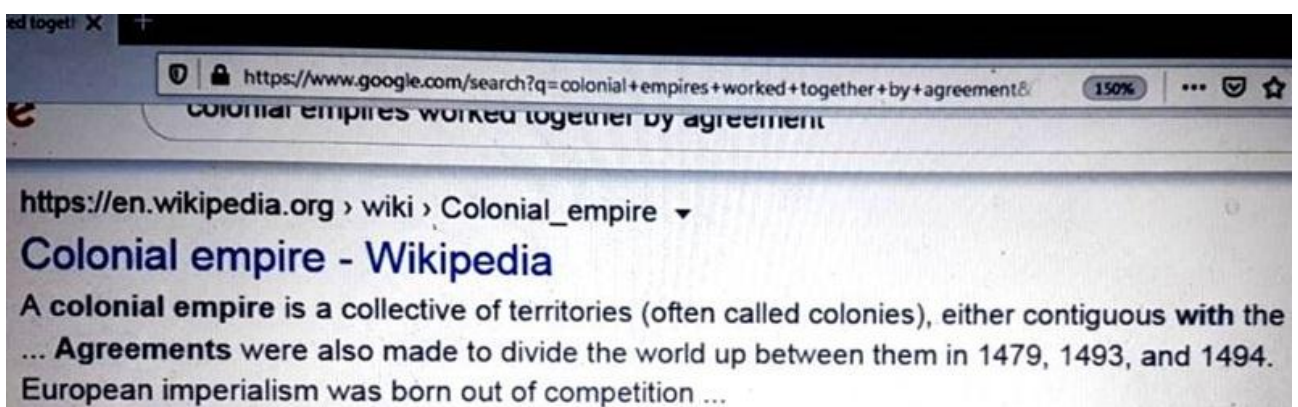 ed togetl X +
https://www.google.com/search?q=colonial+empires+worked+together+by+agreement& 150% ...
e colonial empires worked together by agreement
https://en.wikipedia.org › wiki › Colonial_empire
Colonial empire - Wikipedia
A colonial empire is a collective of territories (often called colonies), either contiguous with the
... Agreements were also made to divide the world up between them in 1479, 1493, and 1494.
European imperialism was born out of competition ...